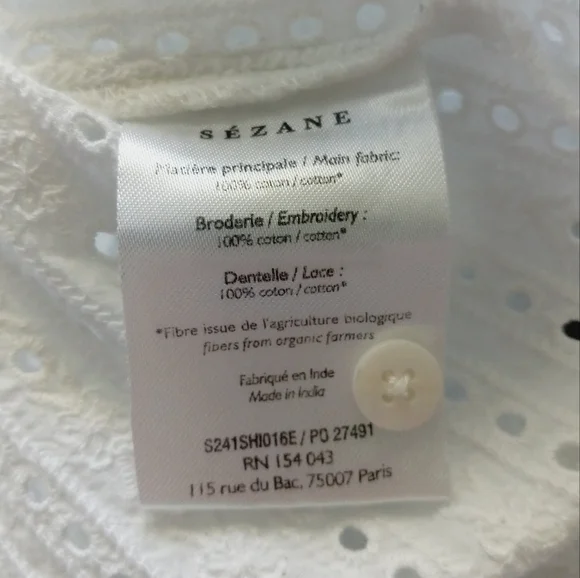 SÉZANE
Matière principale / Main fabric:
100% coton / cotton*
Broderie / Embroidery :
100% coton / cotton*
Dentelle / Lace :
100% coton / cotton*
*Fibre issue de l'agriculture biologique
fibers from organic farmers
Fabriqué en Inde
Made in India
S241SHI016E / PO 27491
RN 154 043
115 rue du Bac, 75007 Paris